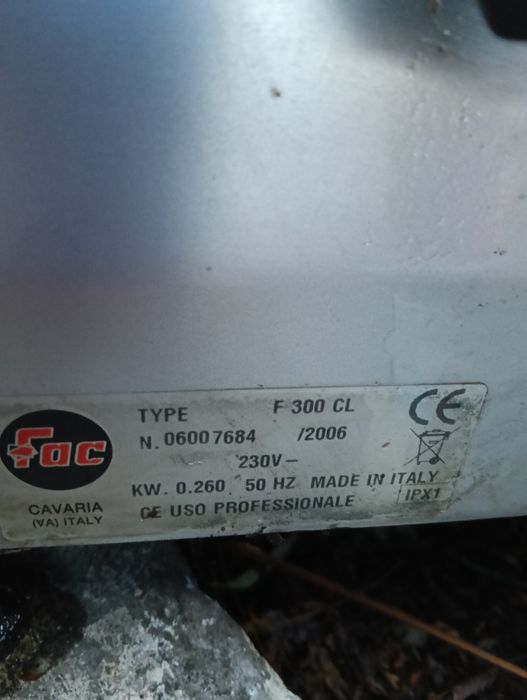 Fac
CAVARIA
(VA) ITALY
TYPE F 300 CL
N. 06007684 /2006
230V~
KW. 0.260 50 HZ MADE IN ITALY
CE USO PROFESSIONALE
CE
IPX1